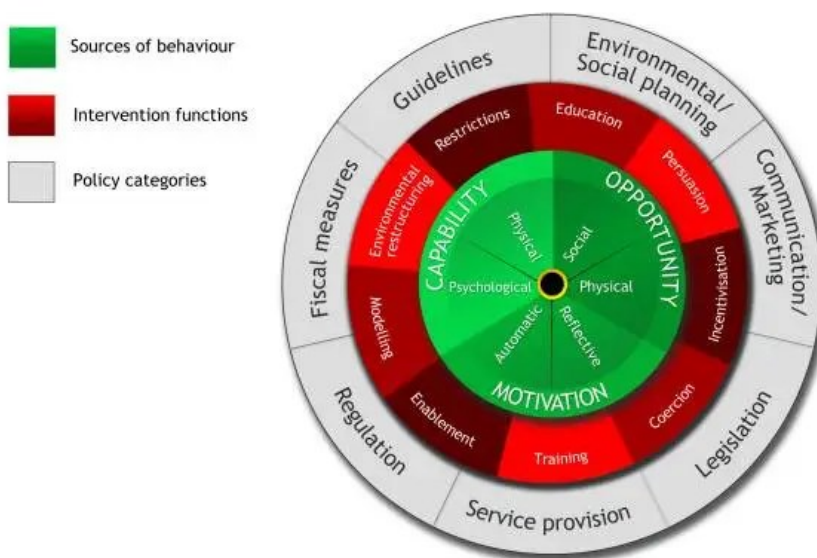 Sources of behaviour
Intervention functions
Policy categories
Guidelines
Environmental/
Social planning
Communication/
Marketing
Legislation
Service provision
Regulation
Fiscal measures
Restrictions
Education
Persuasion
Incentivisation
Coercion
Training
Enablement
Modelling
Environmental
restructuring
CAPABILITY
OPPORTUNITY
MOTIVATION
Physical
Social
Psychological
Physical
Automatic
Reflective